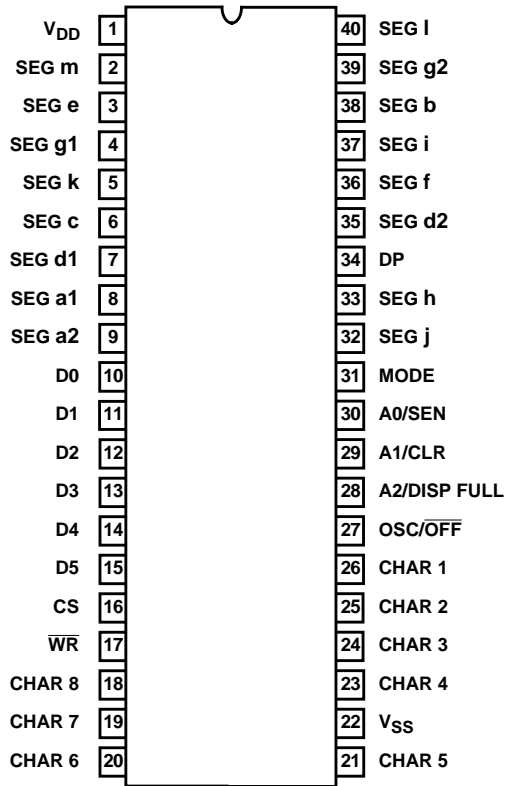 VDD 1 40 SEG l
SEG m 2 39 SEG g2
SEG e 3 38 SEG b
SEG g1 4 37 SEG i
SEG k 5 36 SEG f
SEG c 6 35 SEG d2
SEG d1 7 34 DP
SEG a1 8 33 SEG h
SEG a2 9 32 SEG j
D0 10 31 MODE
D1 11 30 A0/SEN
D2 12 29 A1/CLR
D3 13 28 A2/DISP FULL
D4 14 27 OSC/OFF
D5 15 26 CHAR 1
CS 16 25 CHAR 2
WR 17 24 CHAR 3
CHAR 8 18 23 CHAR 4
CHAR 7 19 22 VSS
CHAR 6 20 21 CHAR 5